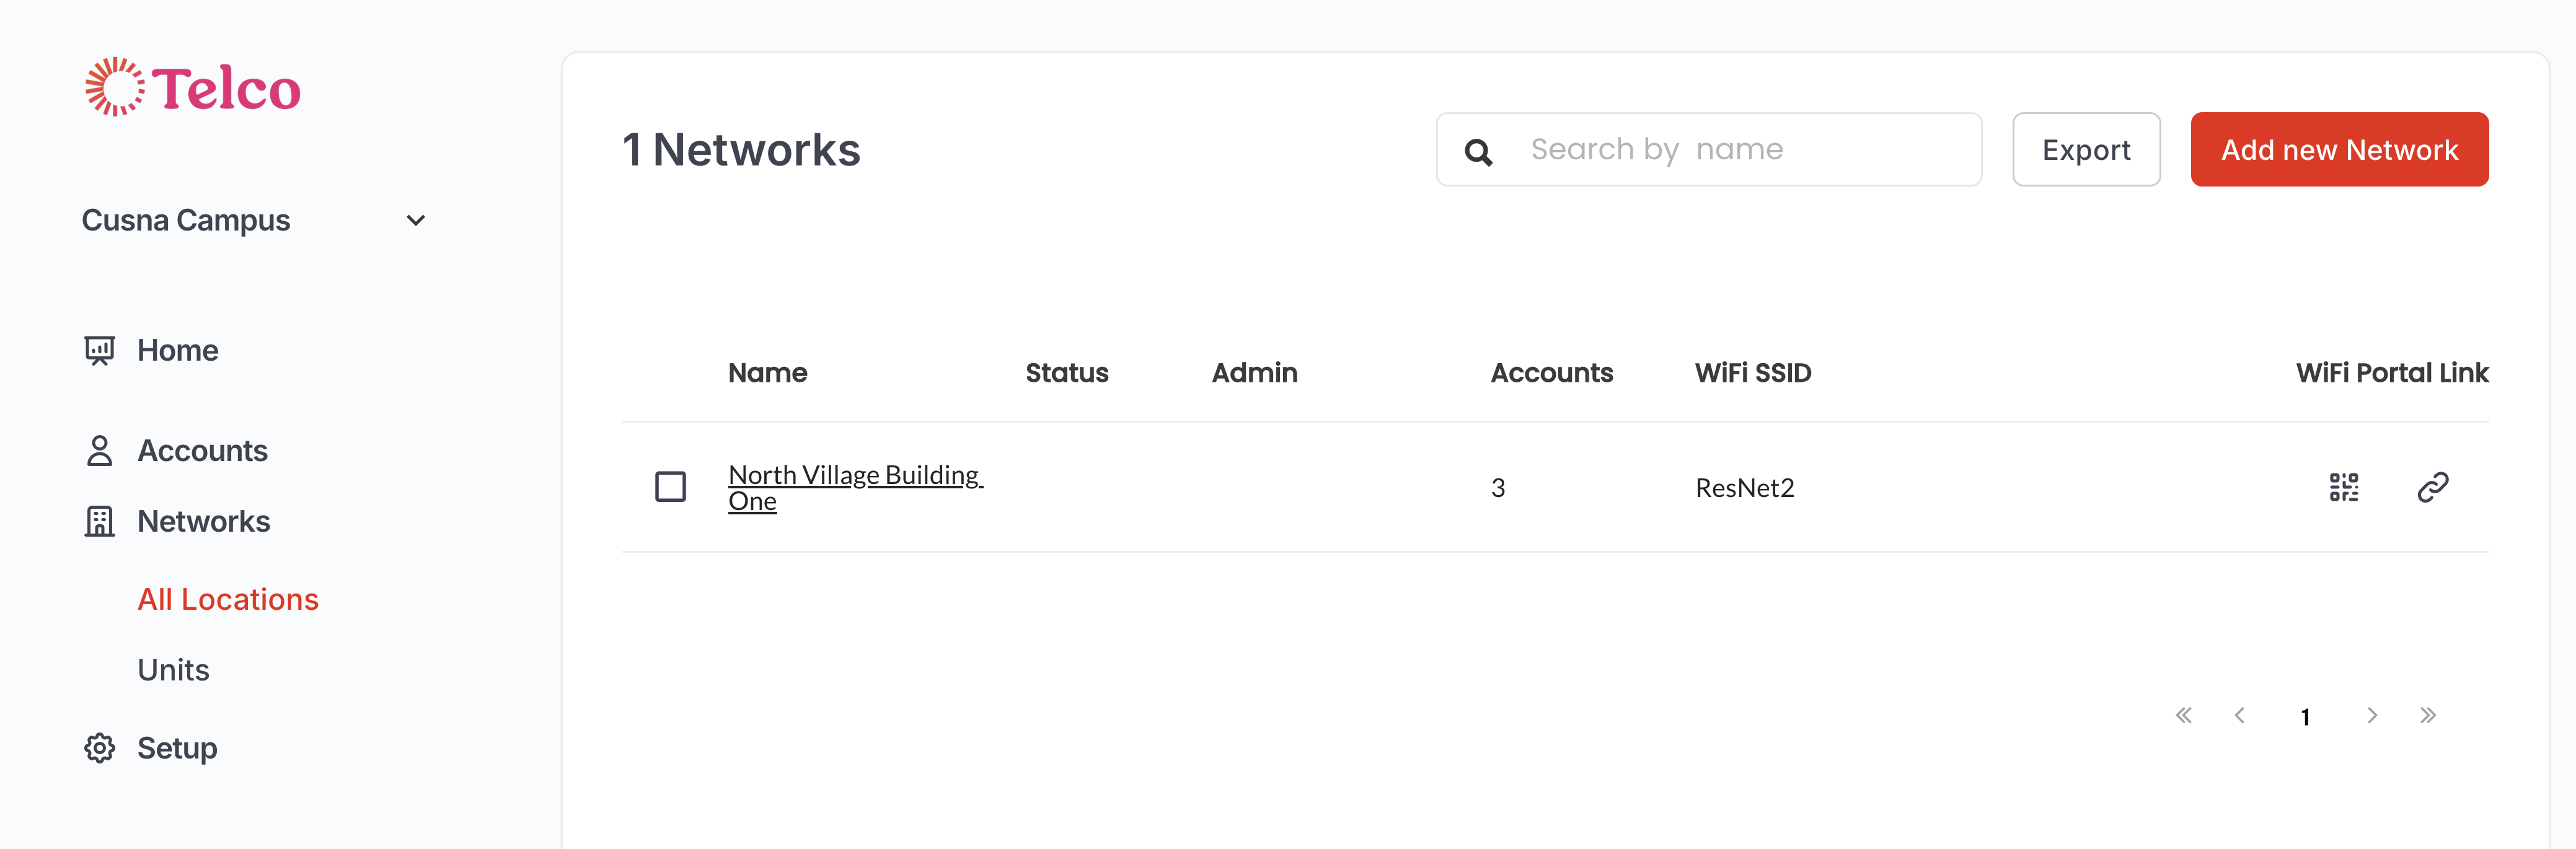 Telco
Cusna Campus
Home
Accounts
Networks
All Locations
Units
Setup
1 Networks
Search by name
Export
Add new Network
Name Status Admin Accounts WiFi SSID WiFi Portal Link
North Village Building
One
3
ResNet2
1